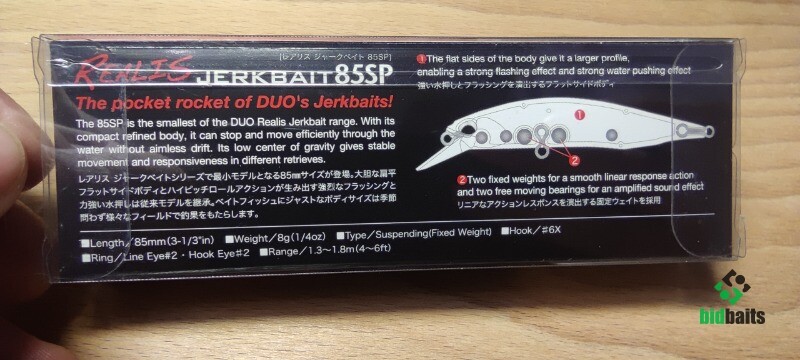 REALIS JERKBAIT 85SP
[レアリス ジャークベイト 85SP]
The pocket rocket of DUO's Jerkbaits!
The 85SP is the smallest of the DUO Realis Jerkbait range. With its
compact refined body, it can stop and move efficiently through the
water without aimless drift. Its low center of gravity gives stable
movement and responsiveness in different retrieves.
レアリス ジャークベイトシリーズで最小モデルとなる85㎜サイズが登場。大胆な扁平
フラットサイドボディとハイピッチロールアクションが生み出す強烈なフラッシングと
力強い水押しは従来モデルを継承。ベイトフィッシュにジャストなボディサイズは季節
問わず様々なフィールドで釣果をもたらします。
1 The flat sides of the body give it a larger profile,
enabling a strong flashing effect and strong water pushing effect
強い水押しとフラッシングを演出するフラットサイドボディ
1
2
2 Two fixed weights for a smooth linear response action
and two free moving bearings for an amplified sound effect
リニアなアクションレスポンスを演出する固定ウェイトを採用
■Length/85mm(3-1/3"in) ■Weight/8g(1/4oz) ■Type/Suspending(Fixed Weight) ■Hook/#6X
■Ring/Line Eye#2・Hook Eye#2 ■Range/1.3〜1.8m(4〜6ft)
bidbaits